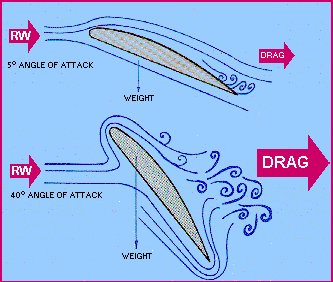 RW
DRAG
5° ANGLE OF ATTACK
WEIGHT
RW
DRAG
40° ANGLE OF ATTACK
WEIGHT